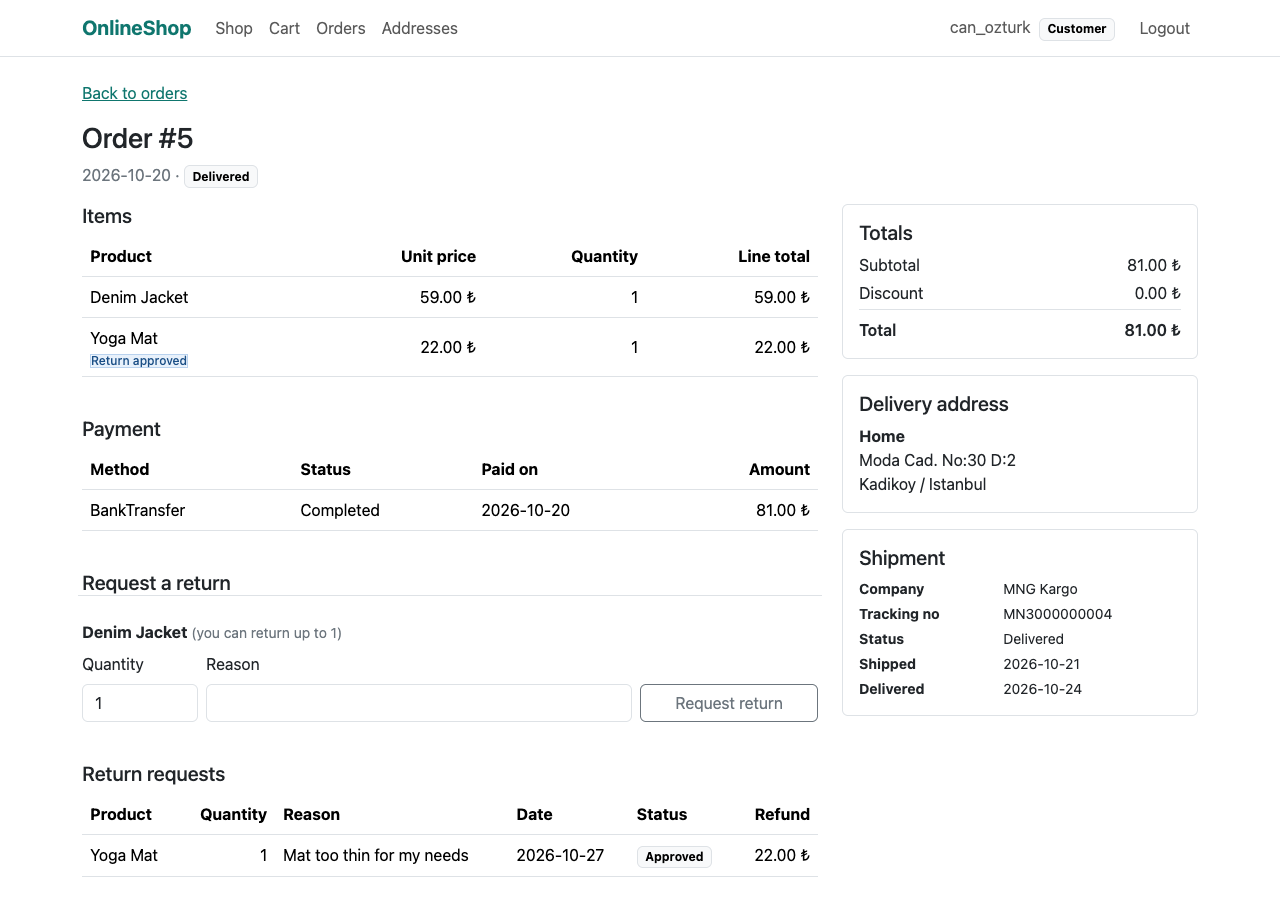 OnlineShop Shop Cart Orders Addresses can_ozturk Customer Logout
Back to orders
Order #5
2026-10-20 · Delivered
Items
Product Unit price Quantity Line total
Denim Jacket 59.00 ₺ 1 59.00 ₺
Yoga Mat 22.00 ₺ 1 22.00 ₺
Return approved
Payment
Method Status Paid on Amount
BankTransfer Completed 2026-10-20 81.00 ₺
Request a return
Denim Jacket (you can return up to 1)
Quantity Reason
1 Request return
Return requests
Product Quantity Reason Date Status Refund
Yoga Mat 1 Mat too thin for my needs 2026-10-27 Approved 22.00 ₺
Totals
Subtotal 81.00 ₺
Discount 0.00 ₺
Total 81.00 ₺
Delivery address
Home
Moda Cad. No:30 D:2
Kadikoy / Istanbul
Shipment
Company MNG Kargo
Tracking no MN3000000004
Status Delivered
Shipped 2026-10-21
Delivered 2026-10-24